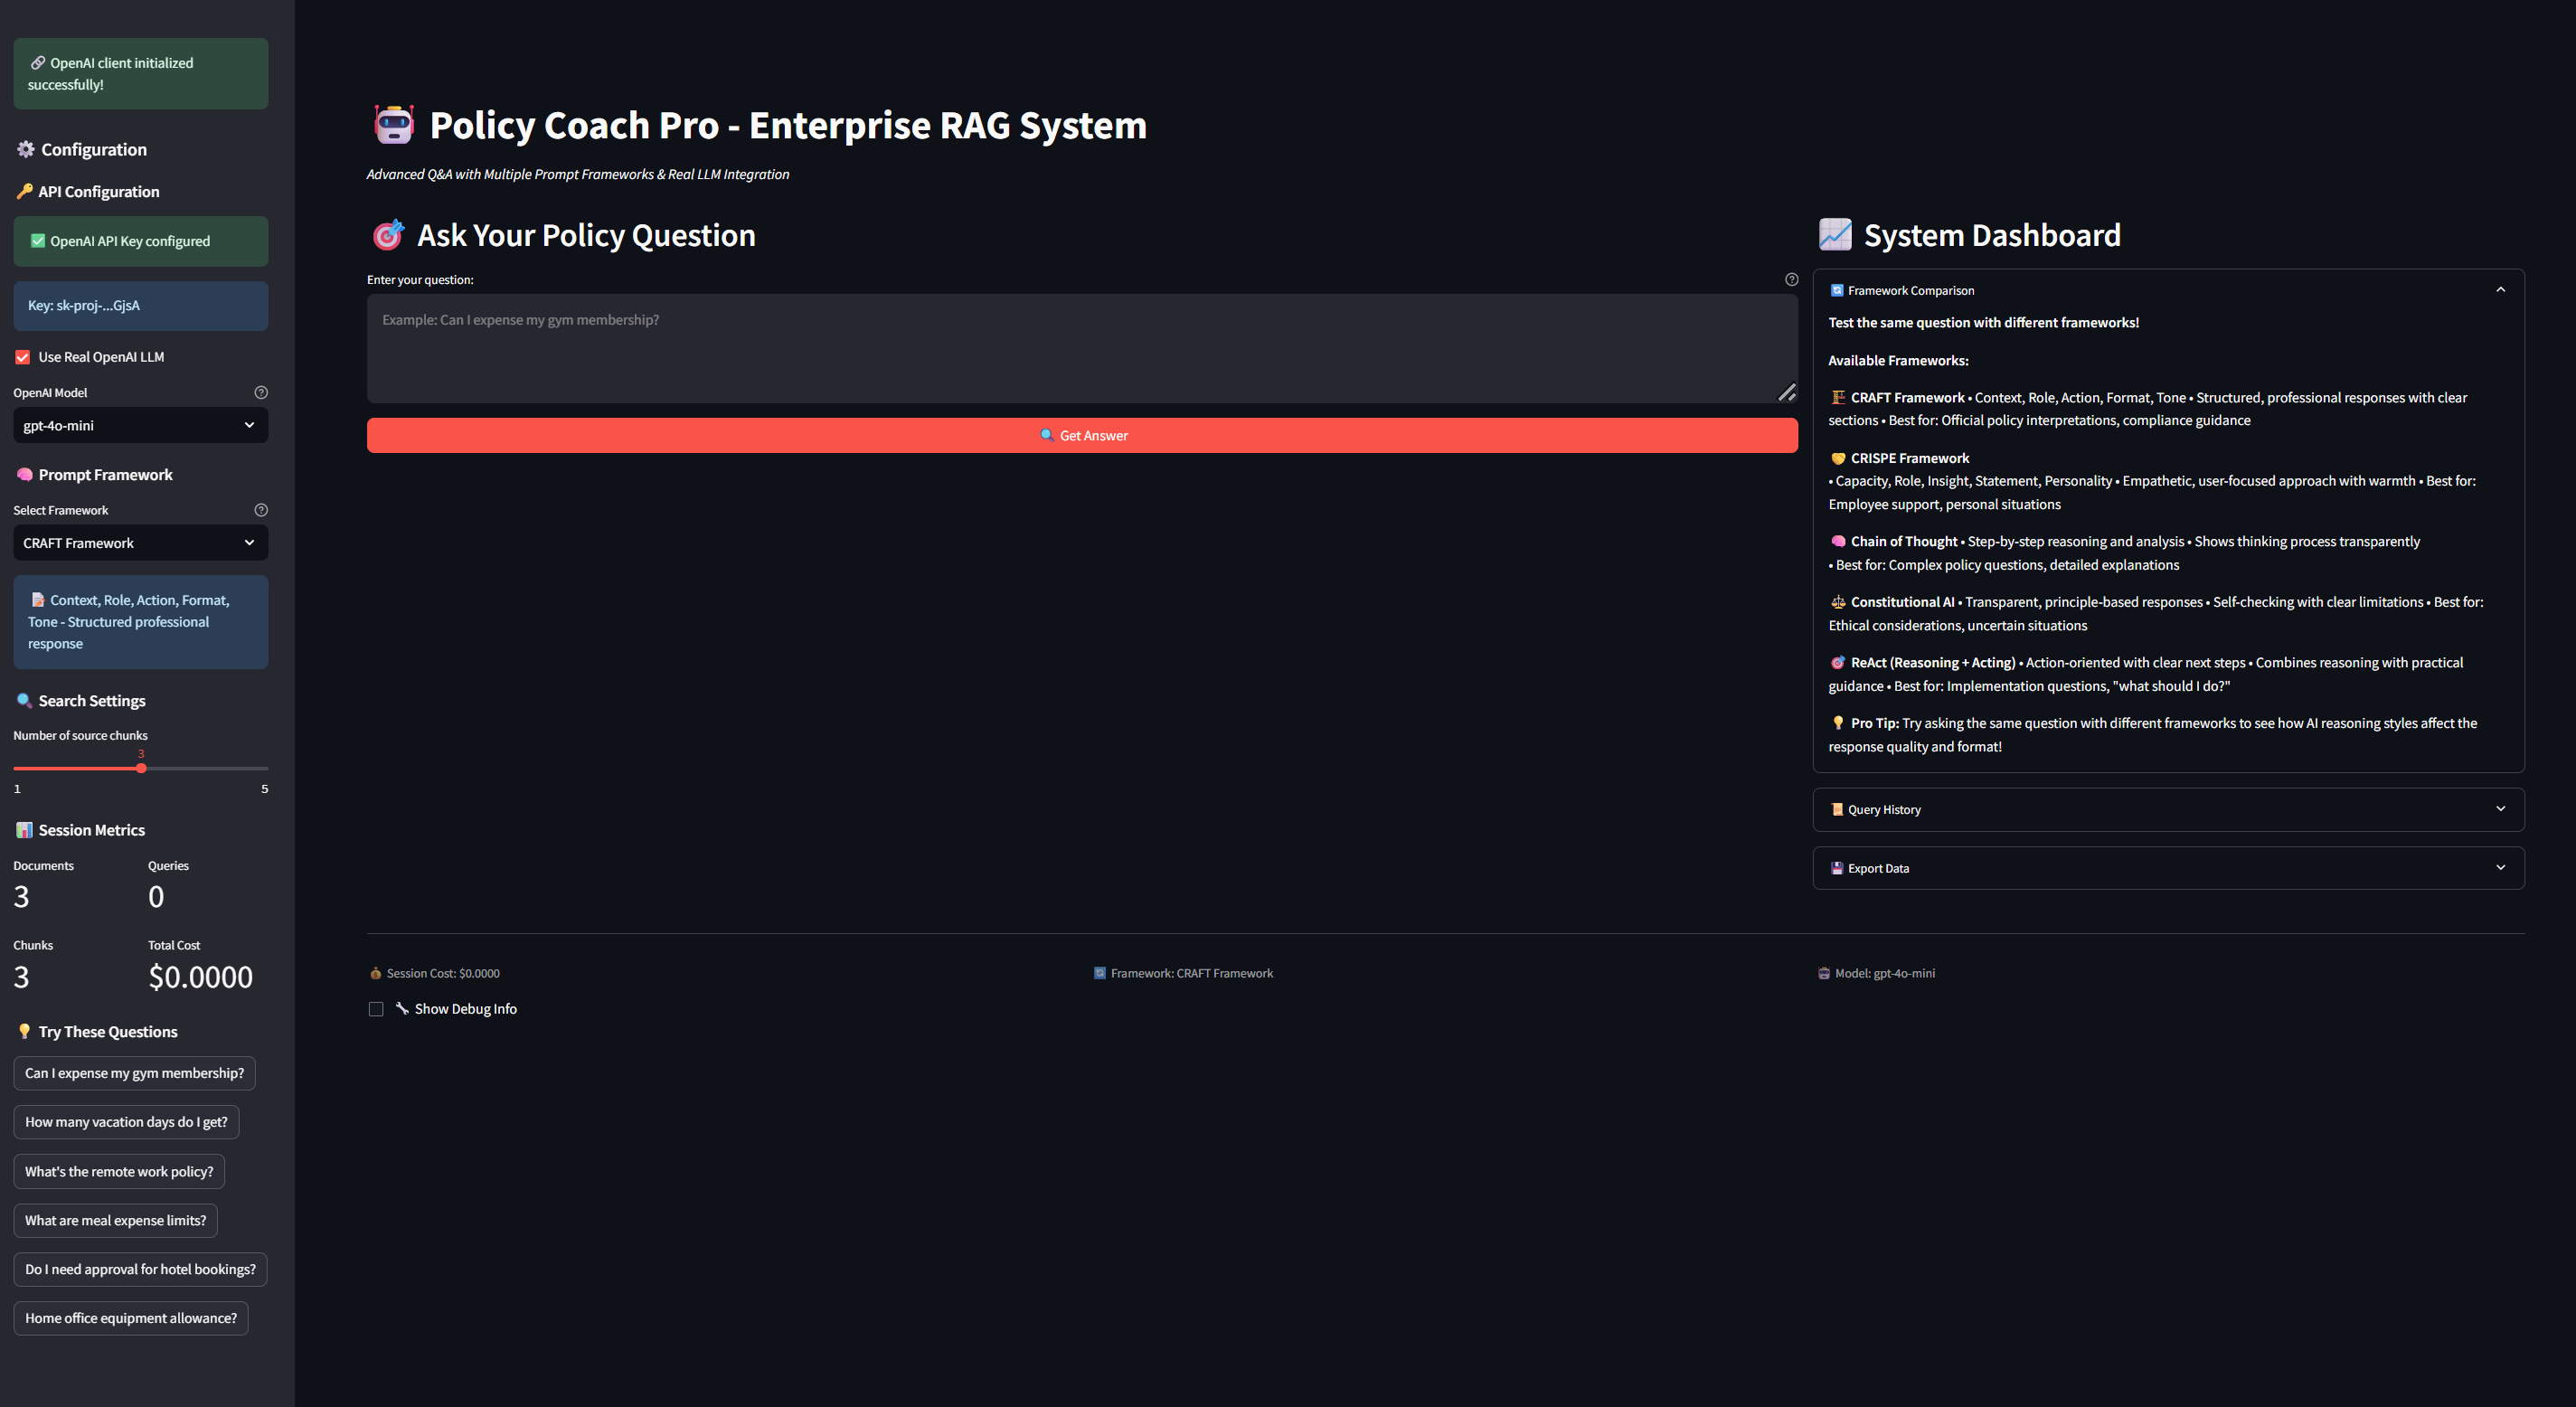 OpenAI client initialized
successfully!
Configuration
API Configuration
OpenAI API Key configured
Key: sk-proj-...GjsA
Use Real OpenAI LLM
OpenAI Model
gpt-4o-mini
Prompt Framework
Select Framework
CRAFT Framework
Context, Role, Action, Format,
Tone - Structured professional
response
Search Settings
Number of source chunks
3
1 5
Session Metrics
Documents Queries
3 0
Chunks Total Cost
3 $0.0000
Try These Questions
Can I expense my gym membership?
How many vacation days do I get?
What's the remote work policy?
What are meal expense limits?
Do I need approval for hotel bookings?
Home office equipment allowance?
Policy Coach Pro - Enterprise RAG System
Advanced Q&A with Multiple Prompt Frameworks & Real LLM Integration
Ask Your Policy Question
Enter your question:
Example: Can I expense my gym membership?
Get Answer
System Dashboard
Framework Comparison
Test the same question with different frameworks!
Available Frameworks:
CRAFT Framework • Context, Role, Action, Format, Tone • Structured, professional responses with clear
sections • Best for: Official policy interpretations, compliance guidance
CRISPE Framework
• Capacity, Role, Insight, Statement, Personality • Empathetic, user-focused approach with warmth • Best for:
Employee support, personal situations
Chain of Thought • Step-by-step reasoning and analysis • Shows thinking process transparently
• Best for: Complex policy questions, detailed explanations
Constitutional AI • Transparent, principle-based responses • Self-checking with clear limitations • Best for:
Ethical considerations, uncertain situations
ReAct (Reasoning + Acting) • Action-oriented with clear next steps • Combines reasoning with practical
guidance • Best for: Implementation questions, "what should I do?"
Pro Tip: Try asking the same question with different frameworks to see how AI reasoning styles affect the
response quality and format!
Query History
Export Data
Session Cost: $0.0000
Framework: CRAFT Framework
Model: gpt-4o-mini
Show Debug Info